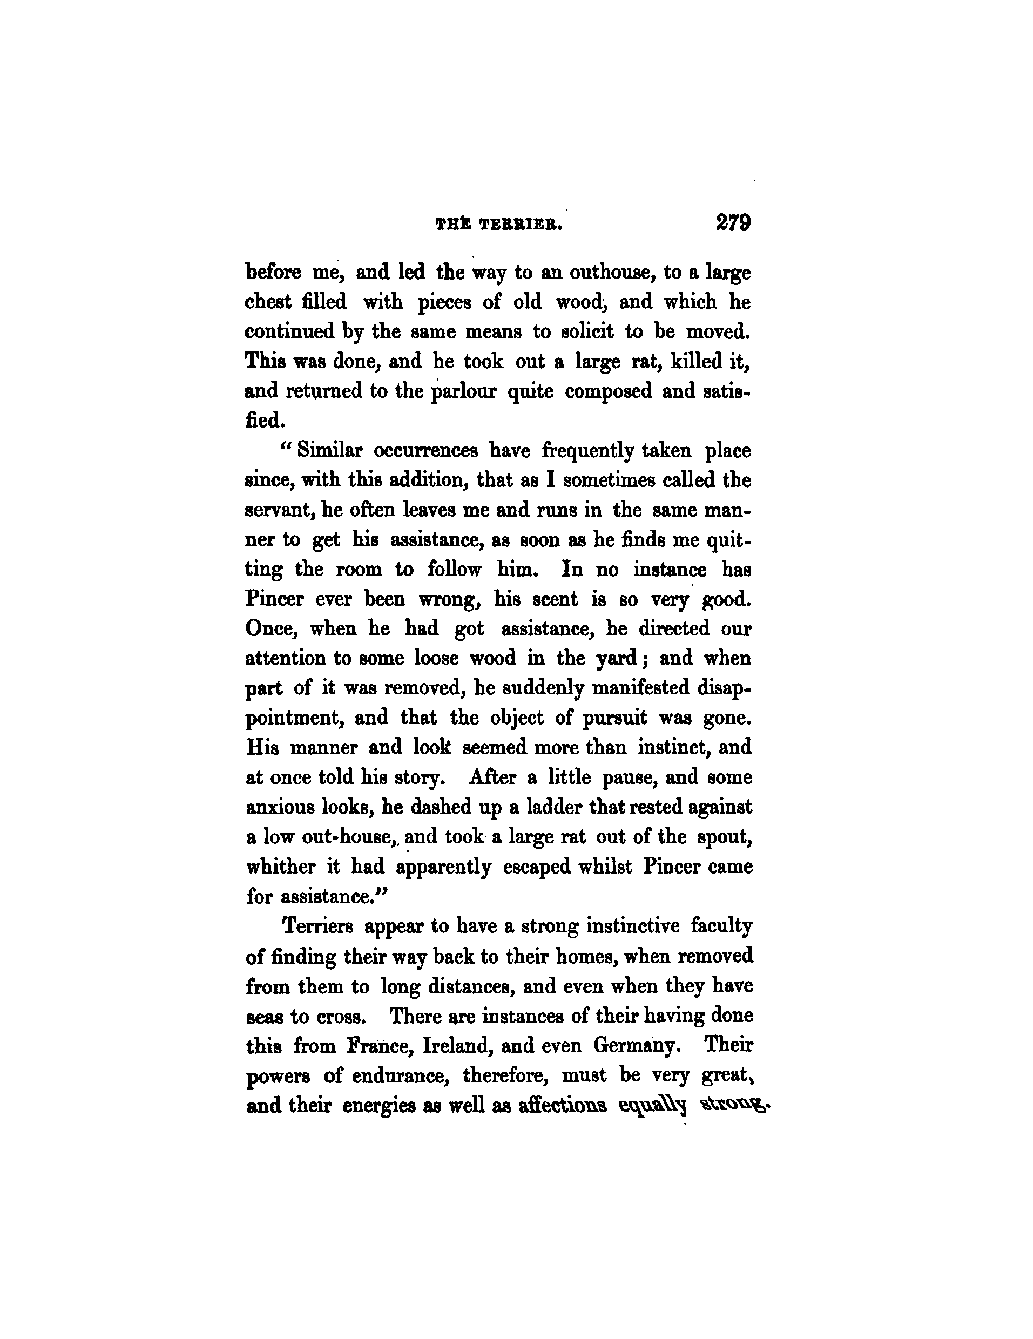 THE TERRIER. 279
before me, and led the way to an outhouse, to a large
chest filled with pieces of old wood, and which he
continued by the same means to solicit to be moved.
This was done, and he took out a large rat, killed it,
and returned to the parlour quite composed and satis-
fied.
“Similar occurrences have frequently taken place
since, with this addition, that as I sometimes called the
servant, he often leaves me and runs in the same man-
ner to get his assistance, as soon as he finds me quit-
ting the room to follow him. In no instance has
Pincer ever been wrong, his scent is so very good.
Once, when he had got assistance, he directed our
attention to some loose wood in the yard; and when
part of it was removed, he suddenly manifested disap-
pointment, and that the object of pursuit was gone.
His manner and look seemed more than instinct, and
at once told his story. After a little pause, and some
anxious looks, he dashed up a ladder that rested against
a low out-house, and took a large rat out of the spout,
whither it had apparently escaped whilst Pincer came
for assistance.”
Terriers appear to have a strong instinctive faculty
of finding their way back to their homes, when removed
from them to long distances, and even when they have
seas to cross. There are instances of their having done
this from France, Ireland, and even Germany. Their
powers of endurance, therefore, must be very great,
and their energies as well as affections equally strong.